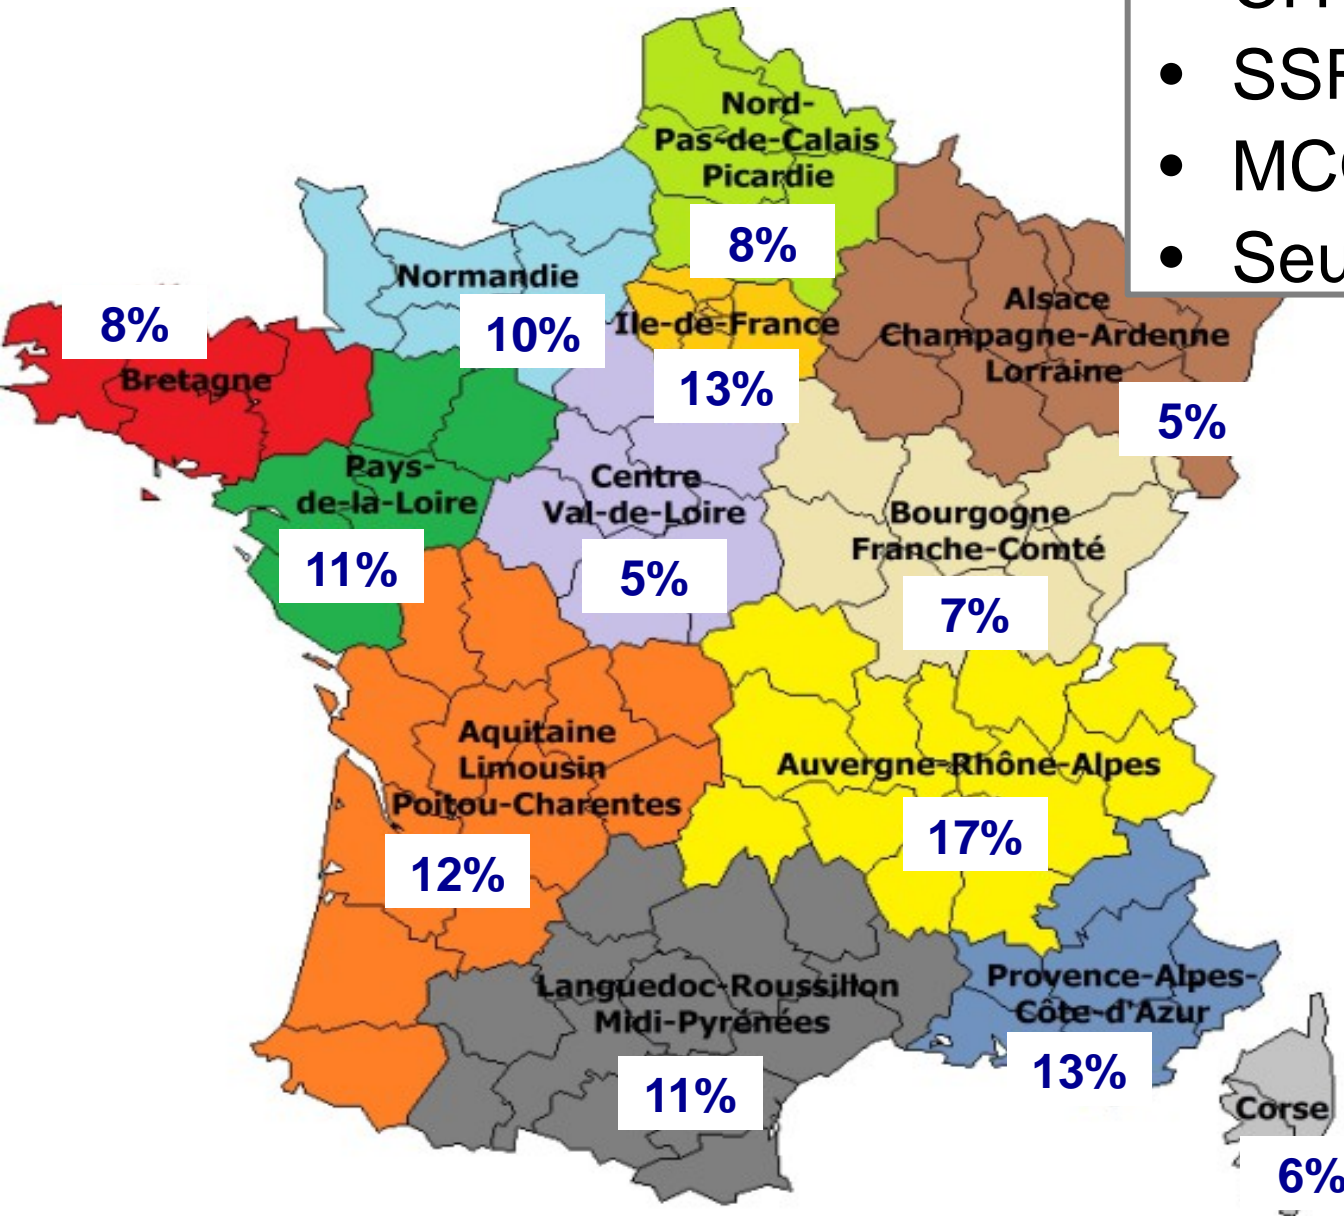 • SSR
• MCO
• Seu
Nord-
Pas-de-Calais
Picardie
8%
Normandie
10%
Ile-de-France
13%
Alsace
Champagne-Ardenne
Lorraine
5%
8%
Bretagne
Pays-
de-la-Loire
11%
Centre
Val-de-Loire
5%
Bourgogne
Franche-Comté
7%
Aquitaine
Limousin
Poitou-Charentes
12%
Auvergne-Rhône-Alpes
17%
Languedoc-Roussillon
Midi-Pyrénées
11%
Provence-Alpes-
Côte-d'Azur
13%
Corse
6%